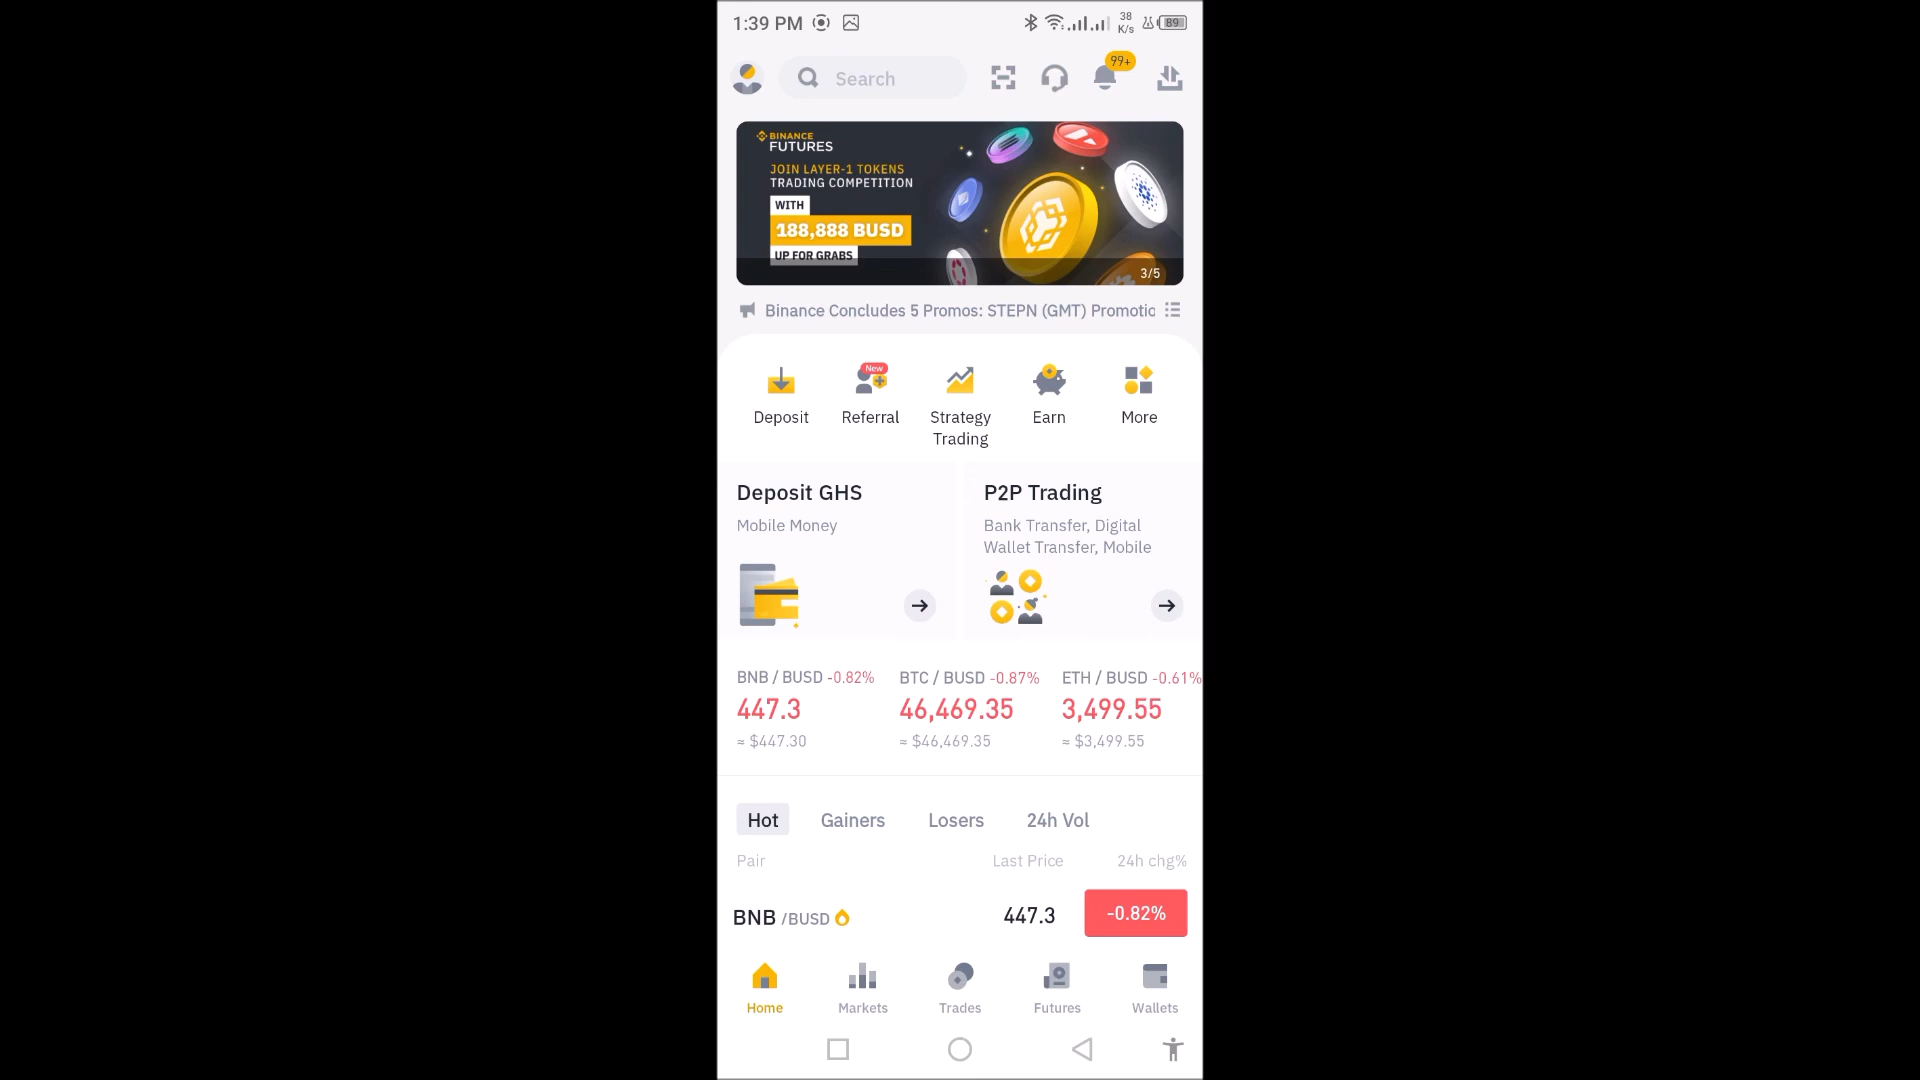 1:39 PM 38 K/s 89
Search 99+
BINANCE
FUTURES
JOIN LAYER-1 TOKENS
TRADING COMPETITION
WITH
188,888 BUSD
UP FOR GRABS
3/5
Binance Concludes 5 Promos: STEPN (GMT) Promotio
New
Deposit Referral Strategy Earn More
Trading
Deposit GHS
Mobile Money
P2P Trading
Bank Transfer, Digital
Wallet Transfer, Mobile
BNB / BUSD -0.82% BTC / BUSD -0.87% ETH / BUSD -0.61%
447.3 46,469.35 3,499.55
≈ $447.30 ≈ $46,469.35 ≈ $3,499.55
Hot Gainers Losers 24h Vol
Pair Last Price 24h chg%
BNB /BUSD 447.3 -0.82%
Home Markets Trades Futures Wallets